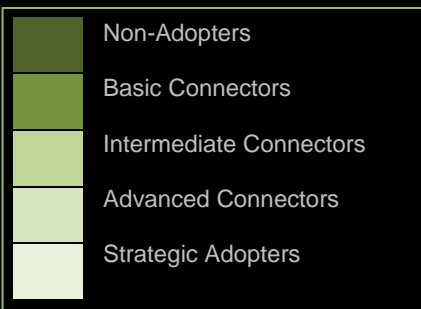 Non-Adopters
Basic Connectors
Intermediate Connectors
Advanced Connectors
Strategic Adopters